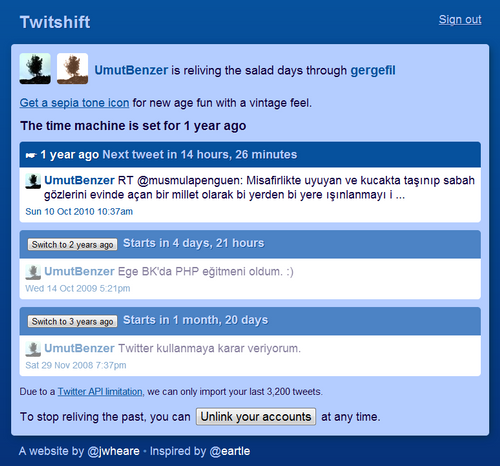 Twitshift
Sign out
UmutBenzer is reliving the salad days through gergefil
Get a sepia tone icon for new age fun with a vintage feel.
The time machine is set for 1 year ago
1 year ago Next tweet in 14 hours, 26 minutes
UmutBenzer RT @musmulapenguen: Misafirlikte uyuyan ve kucakta taşınıp sabah
gözlerini evinde açan bir millet olarak bi yerden bi yere ışınlanmayı i ...
Sun 10 Oct 2010 10:37am
Switch to 2 years ago Starts in 4 days, 21 hours
UmutBenzer Ege BK'da PHP eğitmeni oldum. :)
Wed 14 Oct 2009 5:21pm
Switch to 3 years ago Starts in 1 month, 20 days
UmutBenzer Twitter kullanmaya karar veriyorum.
Sat 29 Nov 2008 7:37pm
Due to a Twitter API limitation, we can only import your last 3,200 tweets.
To stop reliving the past, you can Unlink your accounts at any time.
A website by @jwheare • Inspired by @eartle